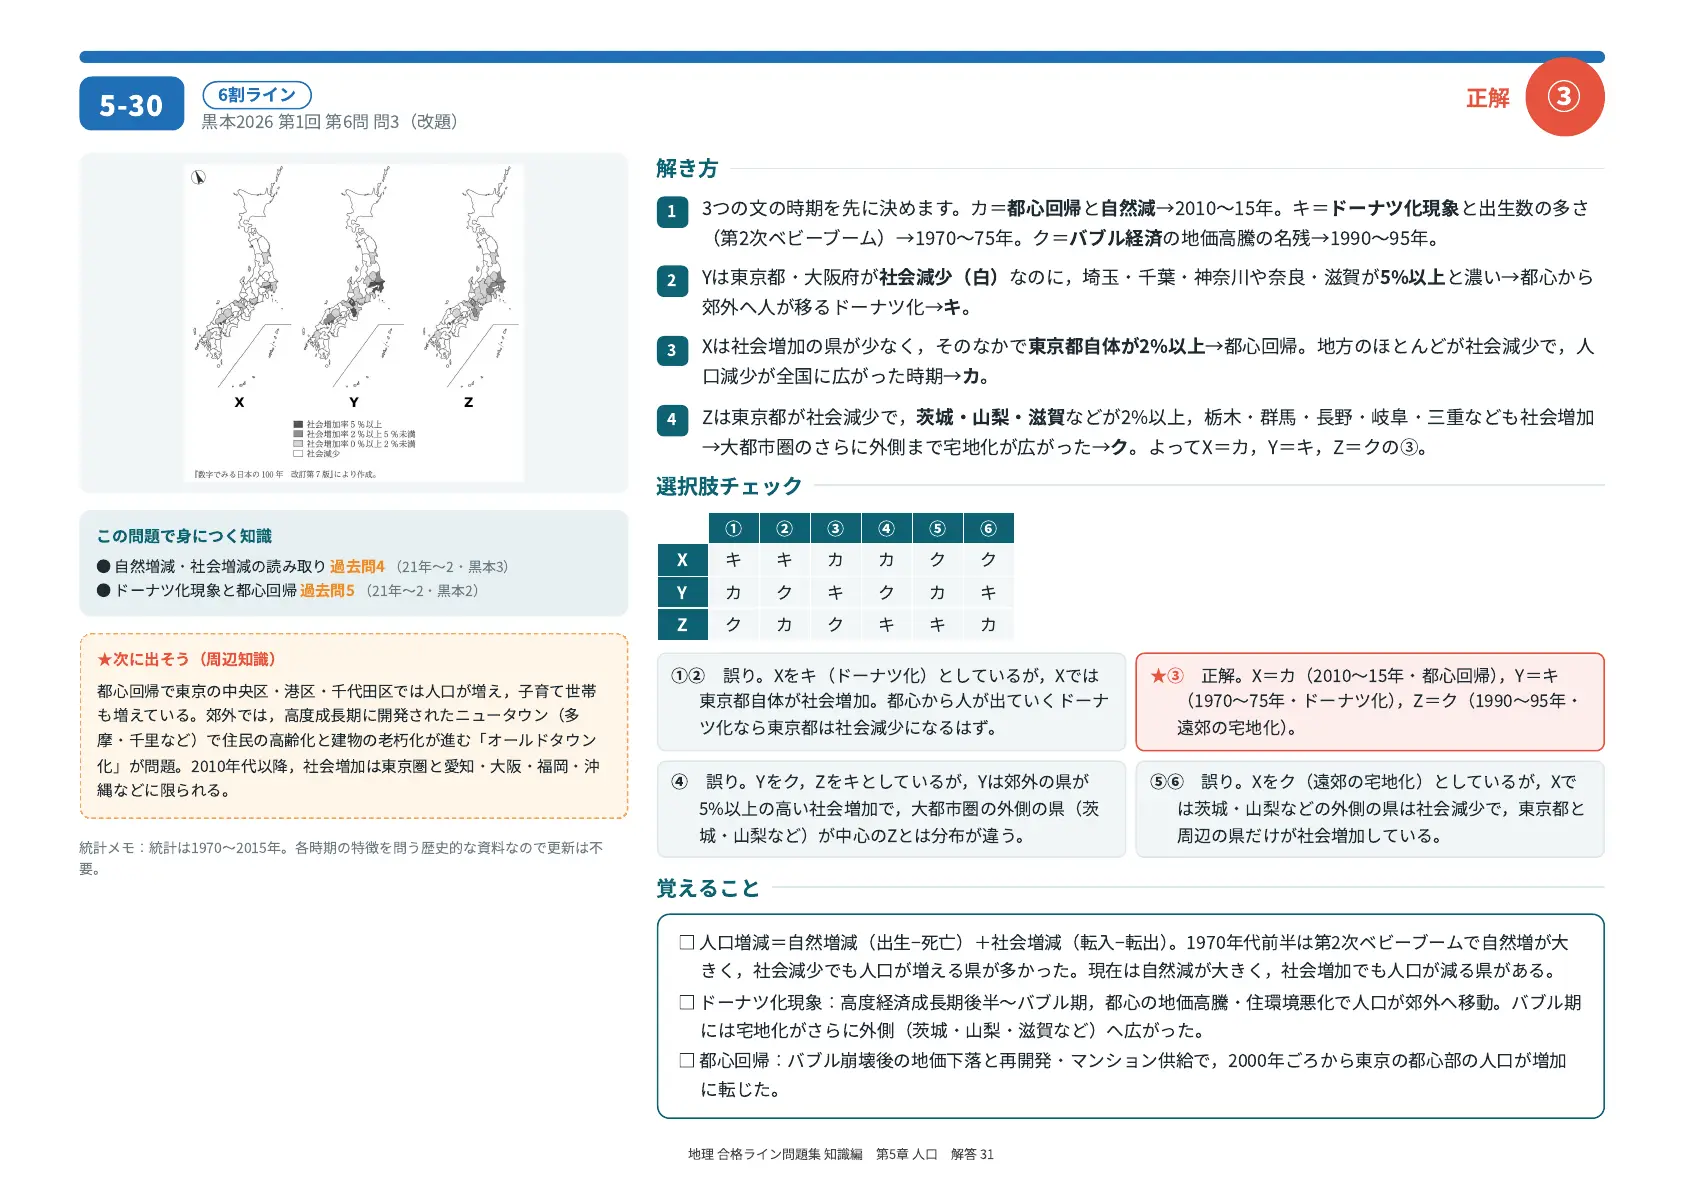 5-30
6割ライン
黒本2026 第1回 第6問 問3（改題）
正解 ③
X
Y
Z
社会増加率５％以上
社会増加率２％以上５％未満
社会増加率０％以上２％未満
社会減少
『数字でみる日本の100年　改訂第７版』により作成。
この問題で身につく知識
● 自然増減・社会増減の読み取り 過去問4 （21年〜2・黒本3）
● ドーナツ化現象と都心回帰 過去問5 （21年〜2・黒本2）
★次に出そう（周辺知識）
都心回帰で東京の中央区・港区・千代田区では人口が増え，子育て世帯
も増えている。郊外では，高度成長期に開発されたニュータウン（多
摩・千里など）で住民の高齢化と建物の老朽化が進む「オールドタウン
化」が問題。2010年代以降，社会増加は東京圏と愛知・大阪・福岡・沖
縄などに限られる。
統計メモ：統計は1970〜2015年。各時期の特徴を問う歴史的な資料なので更新は不
要。
解き方
1 3つの文の時期を先に決めます。カ＝都心回帰と自然減→2010〜15年。キ＝ドーナツ化現象と出生数の多さ
（第2次ベビーブーム）→1970〜75年。ク＝バブル経済の地価高騰の名残→1990〜95年。
2 Yは東京都・大阪府が社会減少（白）なのに，埼玉・千葉・神奈川や奈良・滋賀が5%以上と濃い→都心から
郊外へ人が移るドーナツ化→キ。
3 Xは社会増加の県が少なく，そのなかで東京都自体が2%以上→都心回帰。地方のほとんどが社会減少で，人
口減少が全国に広がった時期→カ。
4 Zは東京都が社会減少で，茨城・山梨・滋賀などが2%以上，栃木・群馬・長野・岐阜・三重なども社会増加
→大都市圏のさらに外側まで宅地化が広がった→ク。よってX＝カ，Y＝キ，Z＝クの③。
選択肢チェック
① ② ③ ④ ⑤ ⑥
X キ キ カ カ ク ク
Y カ ク キ ク カ キ
Z ク カ ク キ キ カ
①②　誤り。Xをキ（ドーナツ化）としているが，Xでは
東京都自体が社会増加。都心から人が出ていくドーナ
ツ化なら東京都は社会減少になるはず。
★③　正解。X＝カ（2010〜15年・都心回帰），Y＝キ
（1970〜75年・ドーナツ化），Z＝ク（1990〜95年・
遠郊の宅地化）。
④　誤り。Yをク，Zをキとしているが，Yは郊外の県が
5%以上の高い社会増加で，大都市圏の外側の県（茨
城・山梨など）が中心のZとは分布が違う。
⑤⑥　誤り。Xをク（遠郊の宅地化）としているが，Xで
は茨城・山梨などの外側の県は社会減少で，東京都と
周辺の県だけが社会増加している。
覚えること
□ 人口増減＝自然増減（出生−死亡）＋社会増減（転入−転出）。1970年代前半は第2次ベビーブームで自然増が大
きく，社会減少でも人口が増える県が多かった。現在は自然減が大きく，社会増加でも人口が減る県がある。
□ ドーナツ化現象：高度経済成長期後半〜バブル期，都心の地価高騰・住環境悪化で人口が郊外へ移動。バブル期
には宅地化がさらに外側（茨城・山梨・滋賀など）へ広がった。
□ 都心回帰：バブル崩壊後の地価下落と再開発・マンション供給で，2000年ごろから東京の都心部の人口が増加
に転じた。
地理 合格ライン問題集 知識編　第5章 人口　解答 31